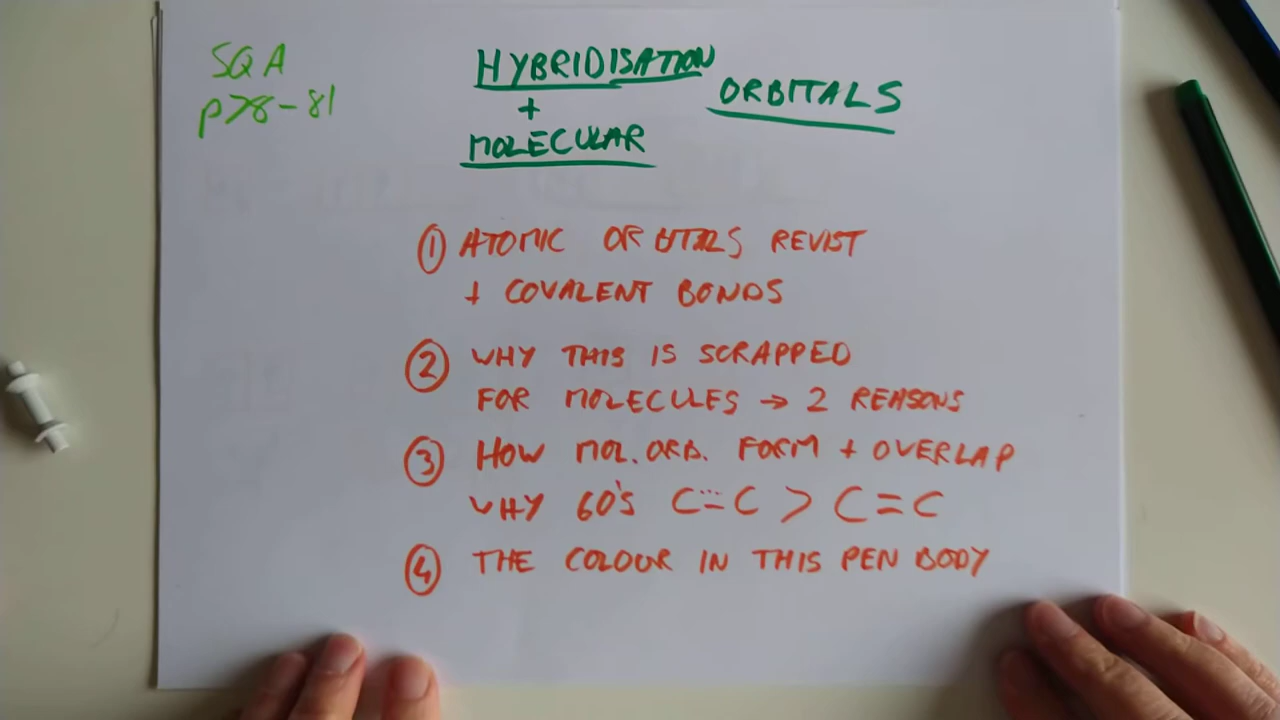 SQA
p78-81
HYBRIDISATION
+
MOLECULAR
ORBITALS
① ATOMIC ORBITALS REVIST
+ COVALENT BONDS
② WHY THIS IS SCRAPPED
FOR MOLECULES → 2 REASONS
③ HOW MOL. ORB. FORM + OVERLAP
WHY 60's C=C > C=C
④ THE COLOUR IN THIS PEN BODY